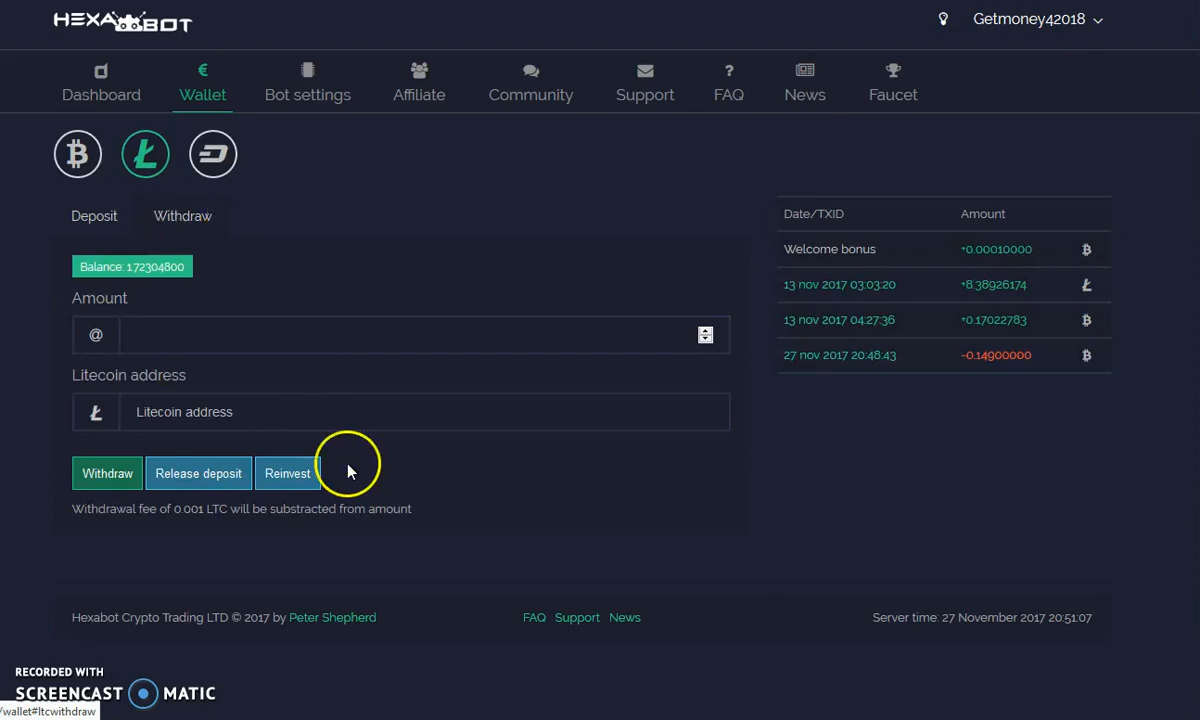 HEXABOT
Getmoney42018
Dashboard
Wallet
Bot settings
Affiliate
Community
Support
FAQ
News
Faucet
Deposit
Withdraw
Balance: 1.72304800
Amount
@
Litecoin address
Litecoin address
Withdraw
Release deposit
Reinvest
Withdrawal fee of 0.001 LTC will be substracted from amount
Date/TXID Amount
Welcome bonus +0.00010000
13 nov 2017 03:03:20 +8.38926174
13 nov 2017 04:27:36 +0.17022783
27 nov 2017 20:48:43 -0.14900000
Hexabot Crypto Trading LTD © 2017 by Peter Shepherd
FAQ Support News
Server time: 27 November 2017 20:51:07
RECORDED WITH
SCREENCAST MATIC
/wallet#ltcwithdraw